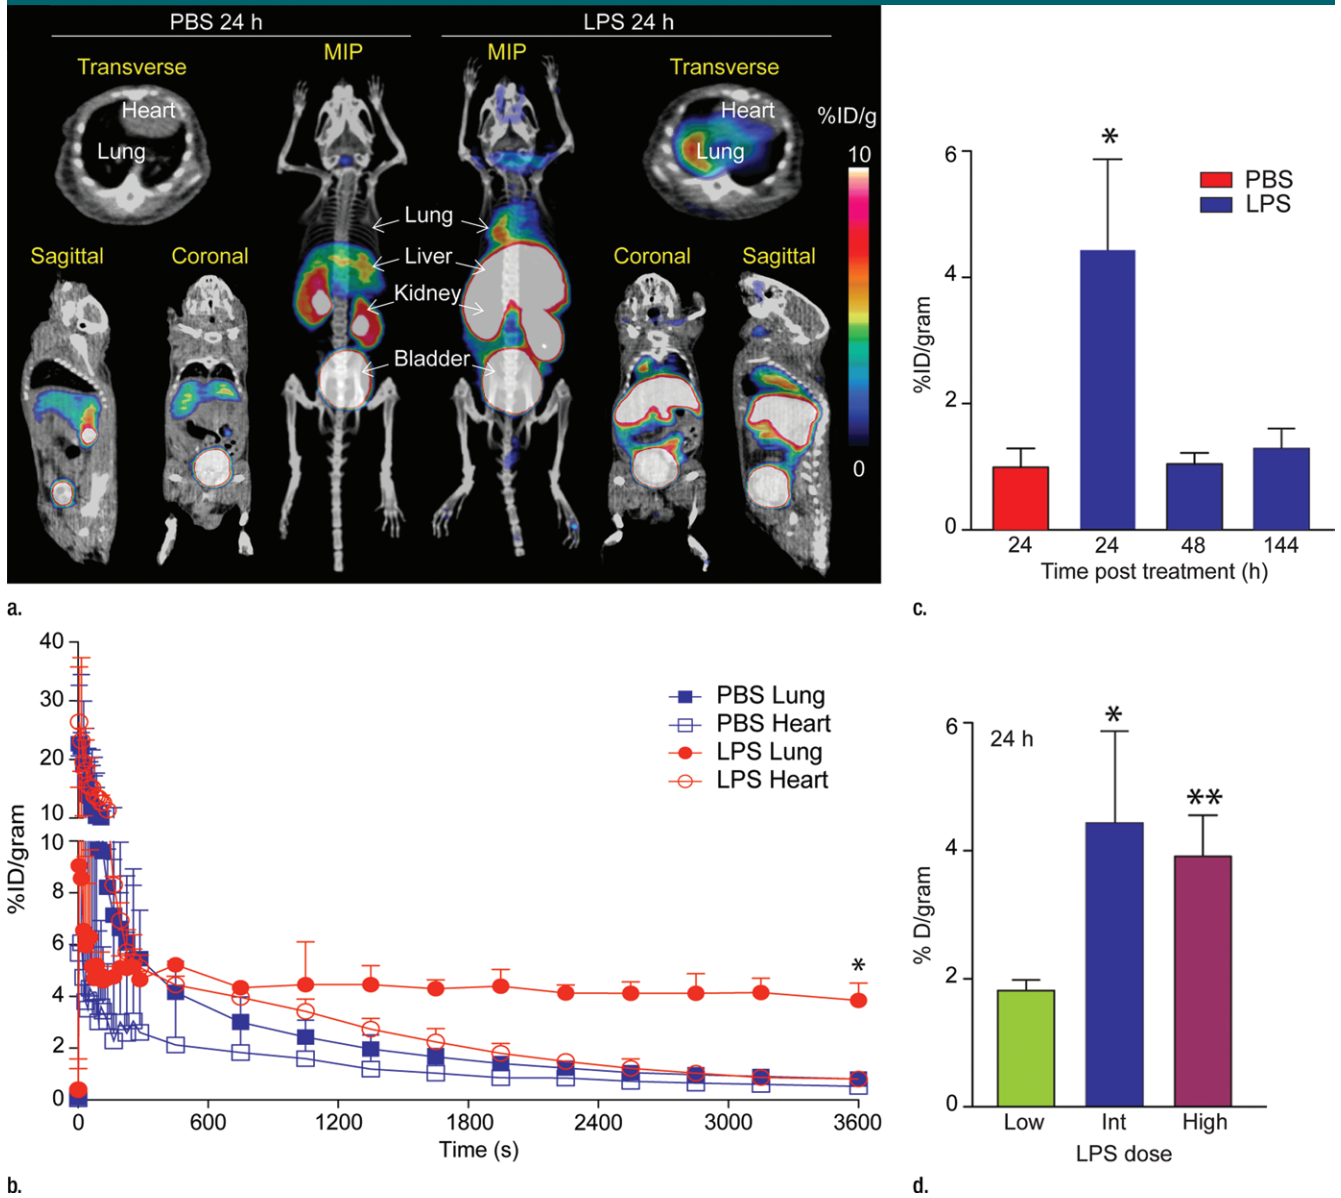 PBS 24 h
LPS 24 h
Transverse
MIP
MIP
Transverse
Heart
Lung
Heart
Lung
%ID/g
10
0
Lung
Liver
Kidney
Bladder
Sagittal
Coronal
Coronal
Sagittal
a.
6
4
2
0
%ID/gram
*
PBS
LPS
24
24
48
144
Time post treatment (h)
c.
40
30
20
10
10
8
6
4
2
0
%ID/gram
PBS Lung
PBS Heart
LPS Lung
LPS Heart
*
0
600
1200
1800
2400
3000
3600
Time (s)
b.
6
4
2
0
% D/gram
24 h
*
**
Low
Int
High
LPS dose
d.